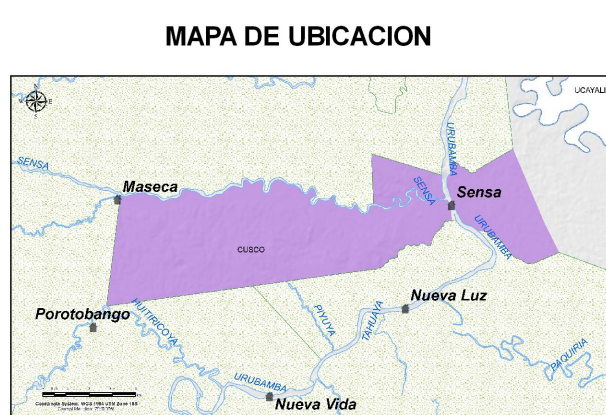 MAPA DE UBICACION
N
E
S
UCAYALI
URUBAMBA
SENSA
Maseca
SENSA
Sensa
URUBAMBA
CUSCO
Nueva Luz
Porotobango
HUITIRICOYA
PIYUYA
TAHUAYA
PAQUIRIA
URUBAMBA
Nueva Vida